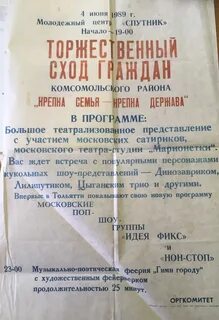 4 июня 1989 г.
Молодежный центр «СПУТНИК»
Начало — 19-00
ТОРЖЕСТВЕННЫЙ
СХОД ГРАЖДАН
КОМСОМОЛЬСКОГО РАЙОНА
„КРЕПКА СЕМЬЯ — КРЕПКА ДЕРЖАВА"
В ПРОГРАММЕ:
Большое театрализованное представление
с участием московских сатириков,
московского театра-студии „Марионетки".
Вас ждет встреча с популярными персонажами
кукольных шоу-представлений — Динозавриком,
Лилипутиком, Цыганским трио и другими.
Впервые в Тольятти показывают свою новую программу
МОСКОВСКИЕ
ПОП-
ШОУ-
ГРУППЫ
«ИДЕЯ ФИКС»
и
НОН-СТОП»
23-00 Музыкально-поэтическая феерия „Гимн городу"
с художественным фейерверком
продолжительностью 25 минут.
ОРГКОМИТЕТ